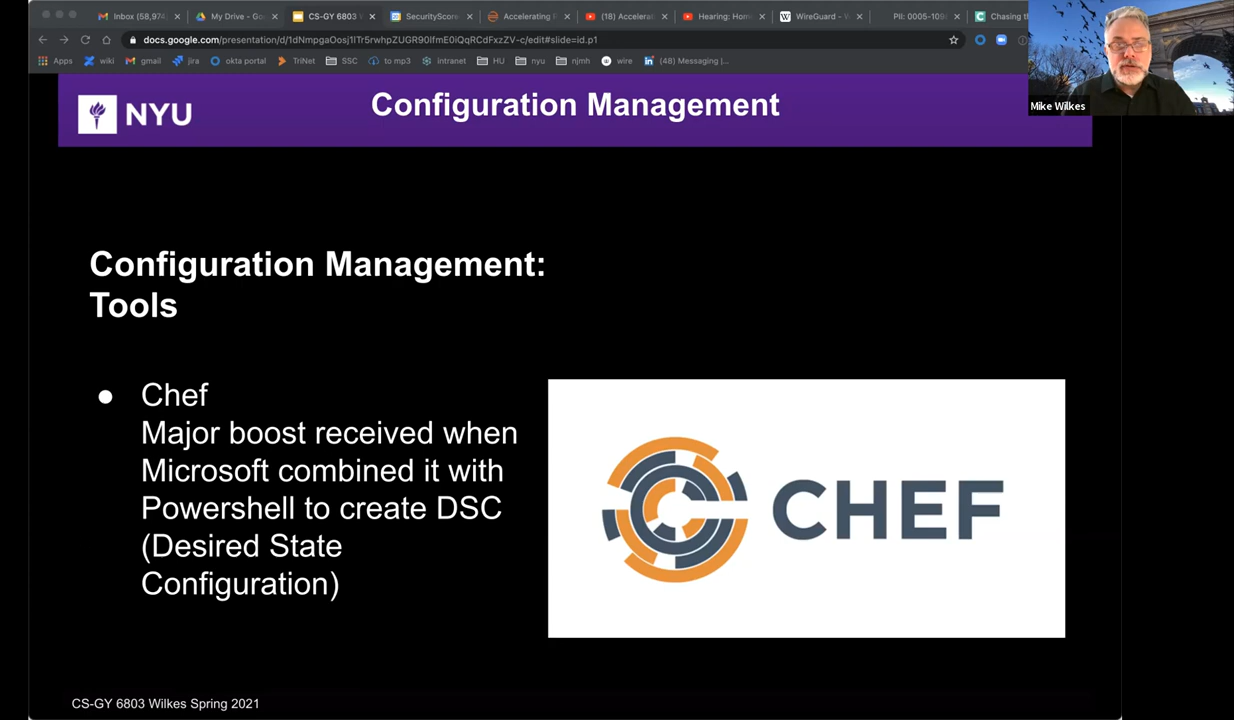 Inbox (58,974
My Drive - Go
CS-GY 6803
SecurityScore
Accelerating
(18) Accelera
Hearing: Hom
WireGuard -
PII: 0005-109
Chasing th
docs.google.com/presentation/d/1dNmpgaOosj1lTr5rwhpZUGR90lfmE0iQqRCdFxzZV-c/edit#slide=id.p1
Apps
wiki
gmail
jira
okta portal
TriNet
SSC
to mp3
intranet
HU
nyu
njmh
wire
(48) Messaging |...
Mike Wilkes
NYU
Configuration Management
Configuration Management:
Tools
● Chef
Major boost received when
Microsoft combined it with
Powershell to create DSC
(Desired State
Configuration)
CHEF
CS-GY 6803 Wilkes Spring 2021